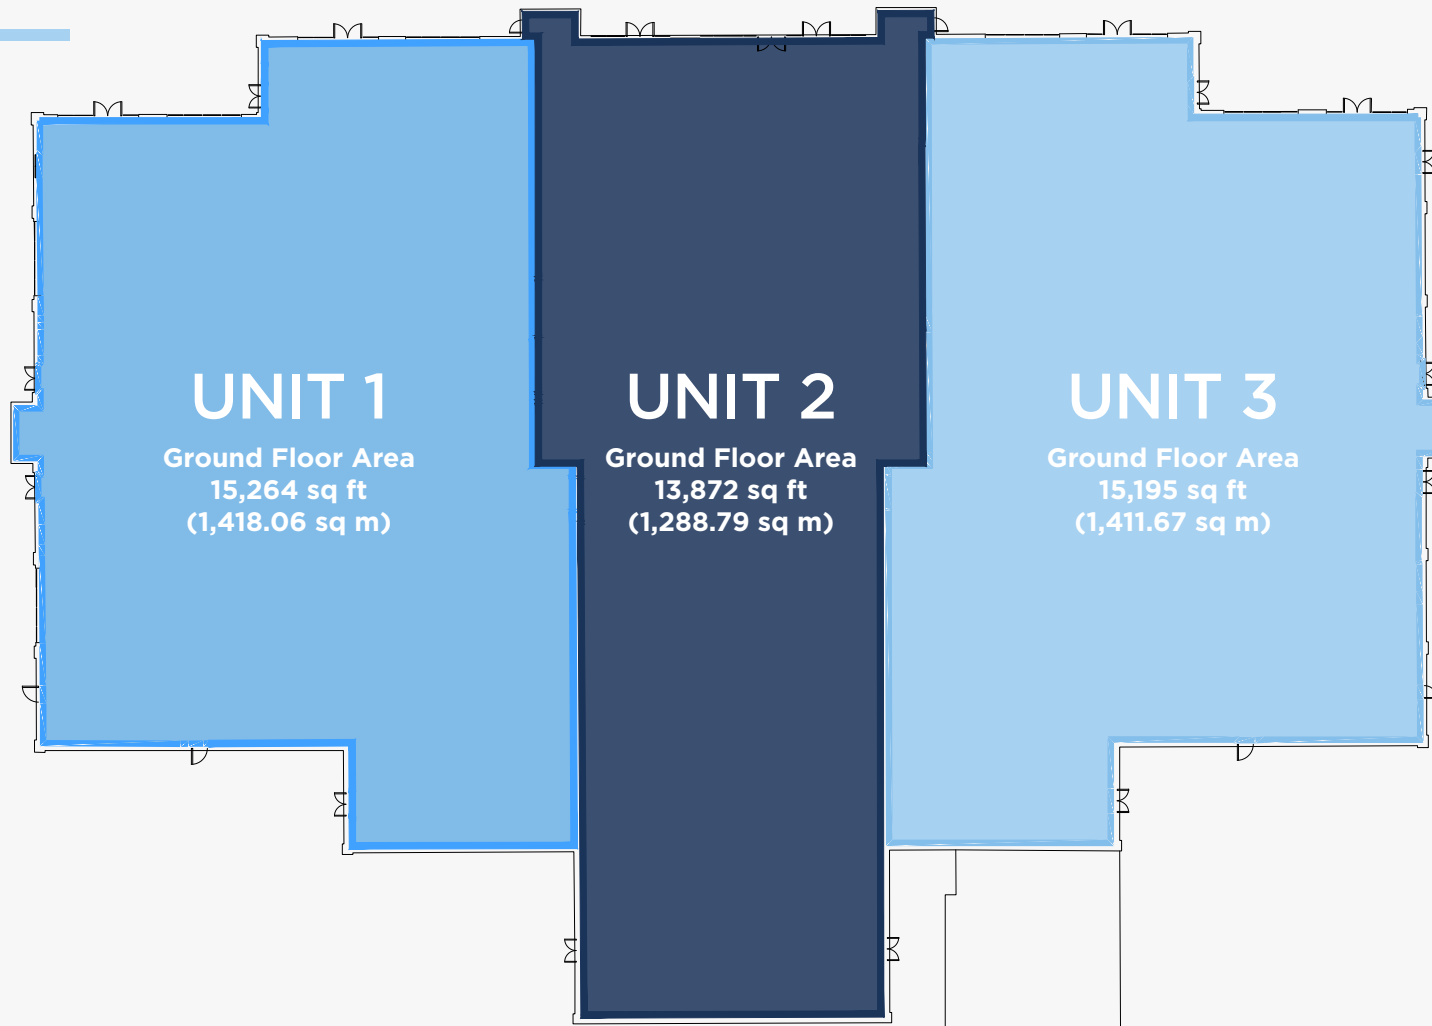 UNIT 1
Ground Floor Area
15,264 sq ft
(1,418.06 sq m)
UNIT 2
Ground Floor Area
13,872 sq ft
(1,288.79 sq m)
UNIT 3
Ground Floor Area
15,195 sq ft
(1,411.67 sq m)